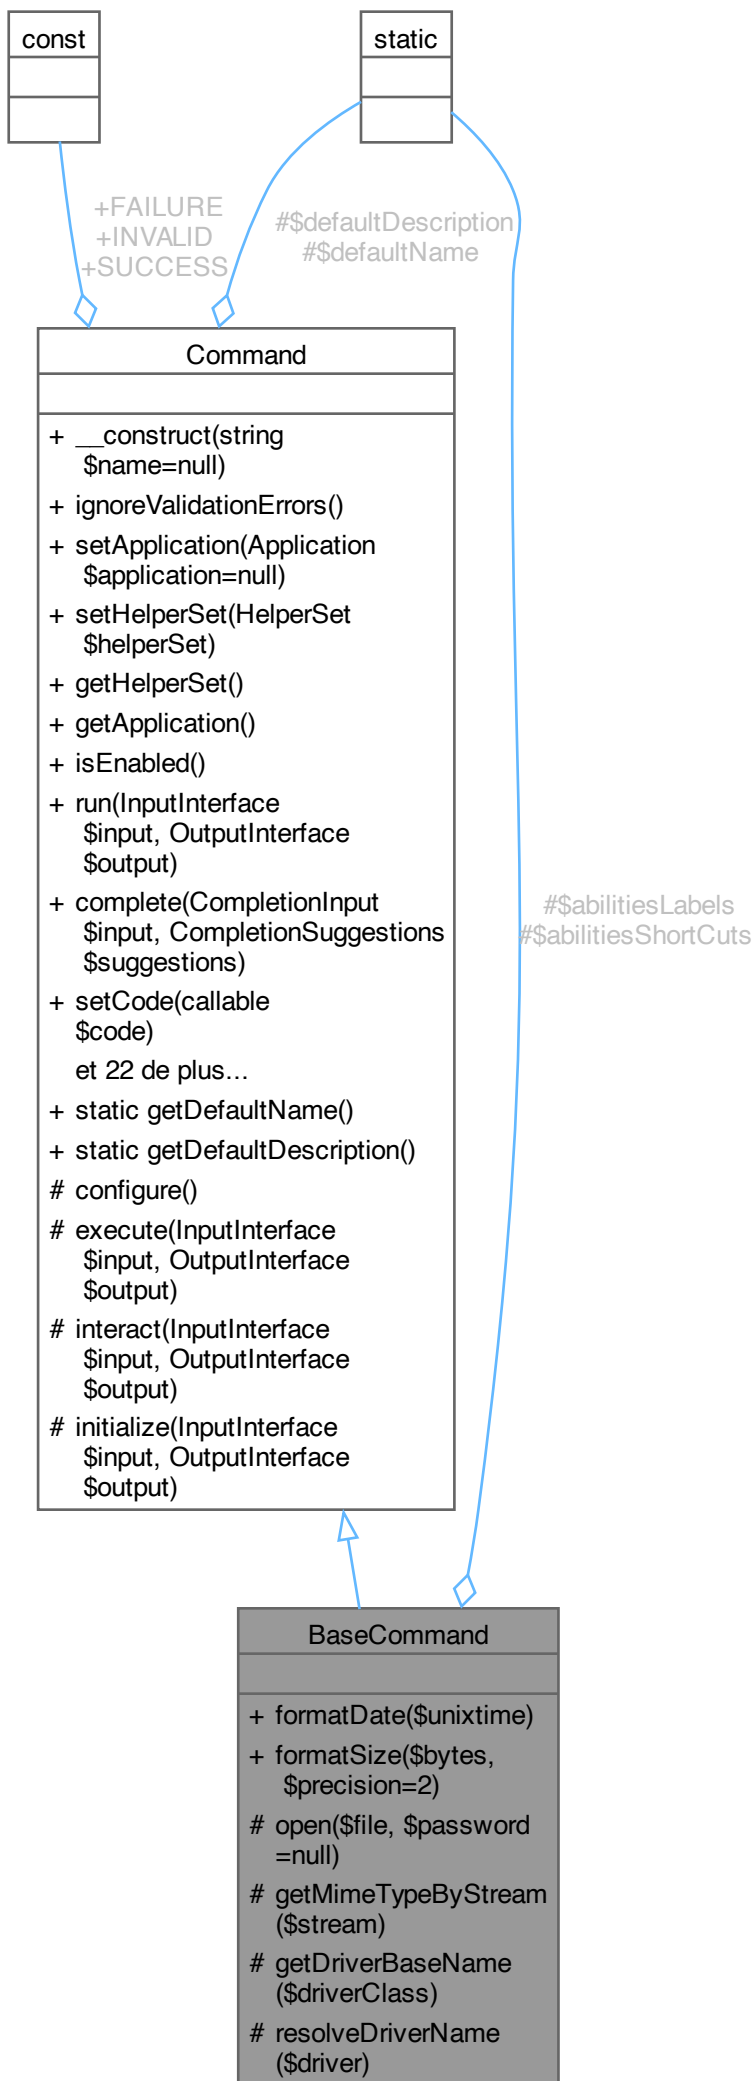 const
static
+FAILURE
+INVALID
+SUCCESS
#$defaultDescription
#$defaultName
Command
+ __construct(string
$name=null)
+ ignoreValidationErrors()
+ setApplication(Application
$application=null)
+ setHelperSet(HelperSet
$helperSet)
+ getHelperSet()
+ getApplication()
+ isEnabled()
+ run(InputInterface
$input, OutputInterface
$output)
+ complete(CompletionInput
$input, CompletionSuggestions
$suggestions)
+ setCode(callable
$code)
et 22 de plus...
+ static getDefaultName()
+ static getDefaultDescription()
# configure()
# execute(InputInterface
$input, OutputInterface
$output)
# interact(InputInterface
$input, OutputInterface
$output)
# initialize(InputInterface
$input, OutputInterface
$output)
#$abilitiesLabels
#$abilitiesShortCuts
BaseCommand
+ formatDate($unixtime)
+ formatSize($bytes,
$precision=2)
# open($file, $password
=null)
# getMimeTypeByStream
($stream)
# getDriverBaseName
($driverClass)
# resolveDriverName
($driver)